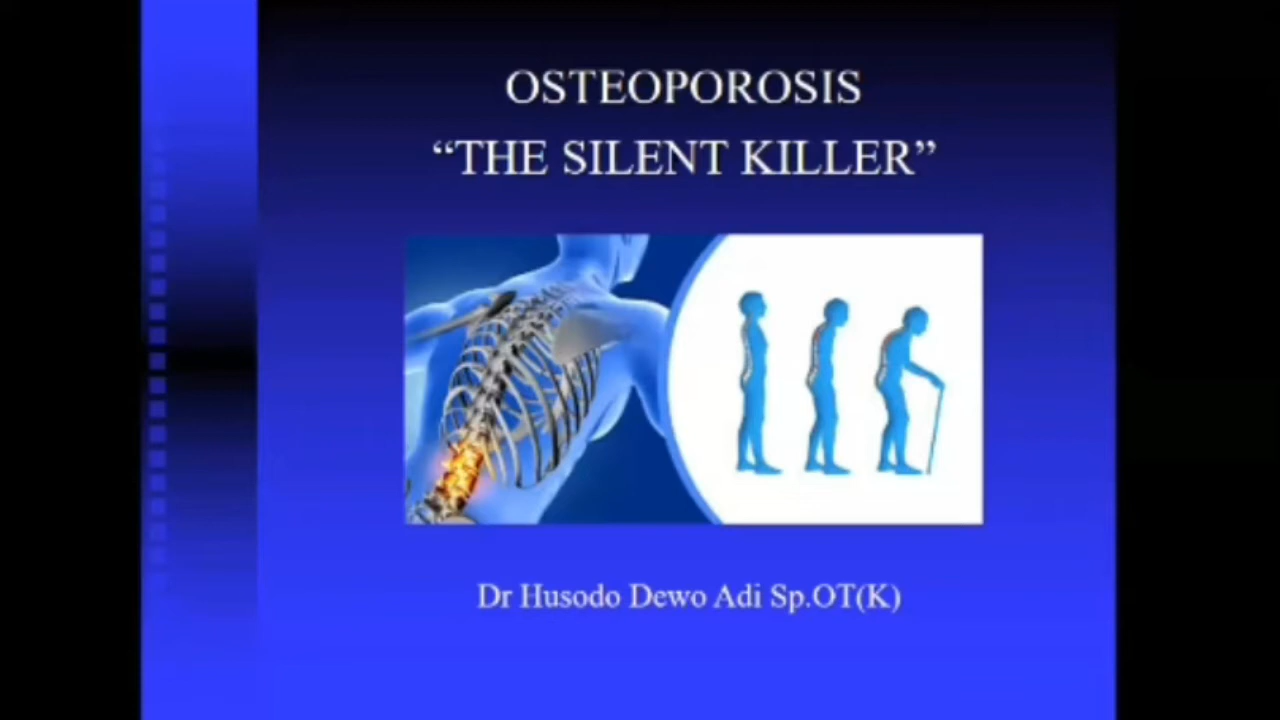 OSTEOPOROSIS
“THE SILENT KILLER”
Dr Husodo Dewo Adi Sp.OT(K)